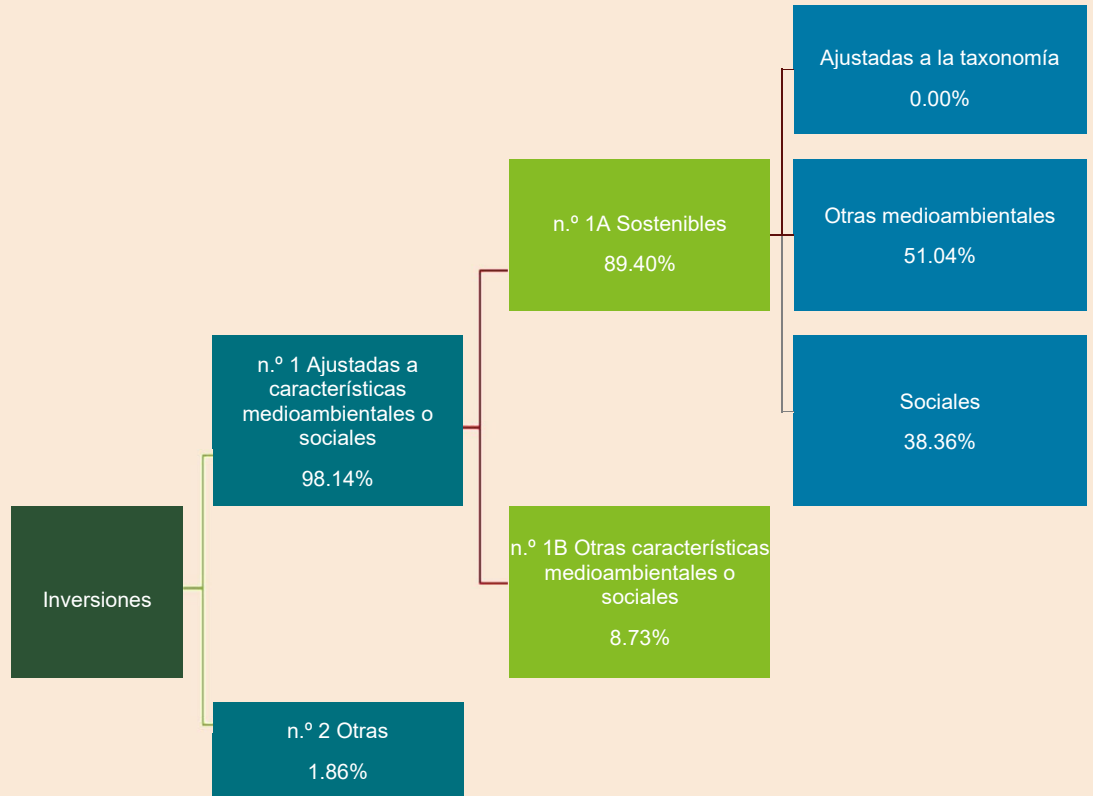 Inversiones
n.º 1 Ajustadas a
características
medioambientales o
sociales
98.14%
n.º 2 Otras
1.86%
n.º 1A Sostenibles
89.40%
n.º 1B Otras características
medioambientales o
sociales
8.73%
Ajustadas a la taxonomía
0.00%
Otras medioambientales
51.04%
Sociales
38.36%